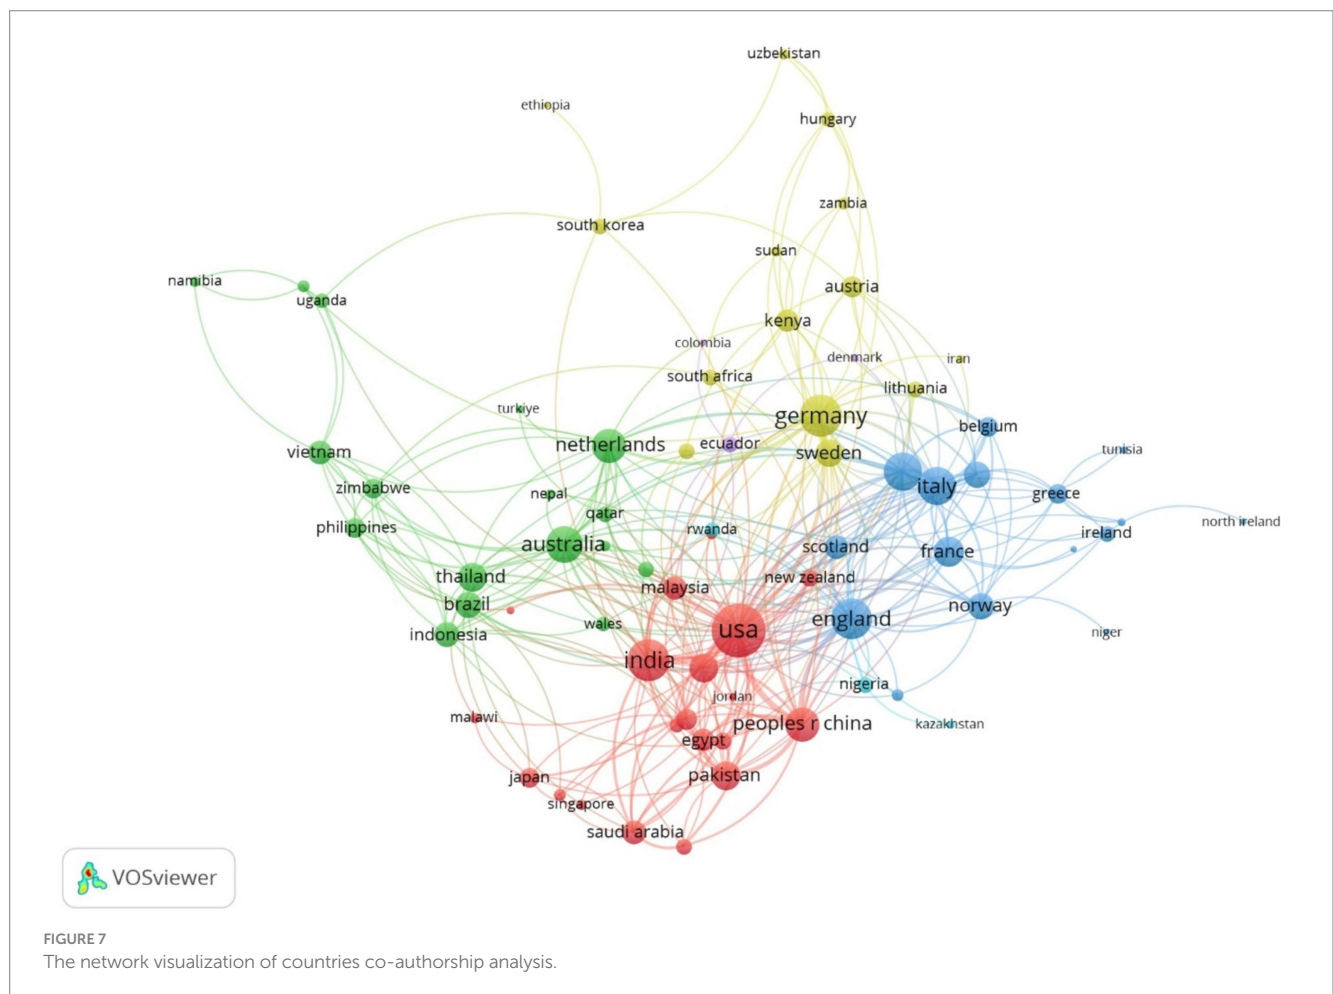 uzbekistan
ethiopia
hungary
zambia
south korea
sudan
namibia
austria
uganda
kenya
colombia
denmark
iran
south africa
lithuania
turkiye
germany
belgium
netherlands
ecuador
vietnam
sweden
tunisia
zimbabwe
italy
nepal
greece
qatar
north ireland
philippines
rwanda
ireland
australia
scotland
france
thailand
new zealand
malaysia
brazil
norway
wales
england
usa
niger
indonesia
india
nigeria
jordan
malawi
peoples r china
kazakhstan
egypt
japan
pakistan
singapore
saudi arabia
VOSviewer
FIGURE 7
The network visualization of countries co-authorship analysis.